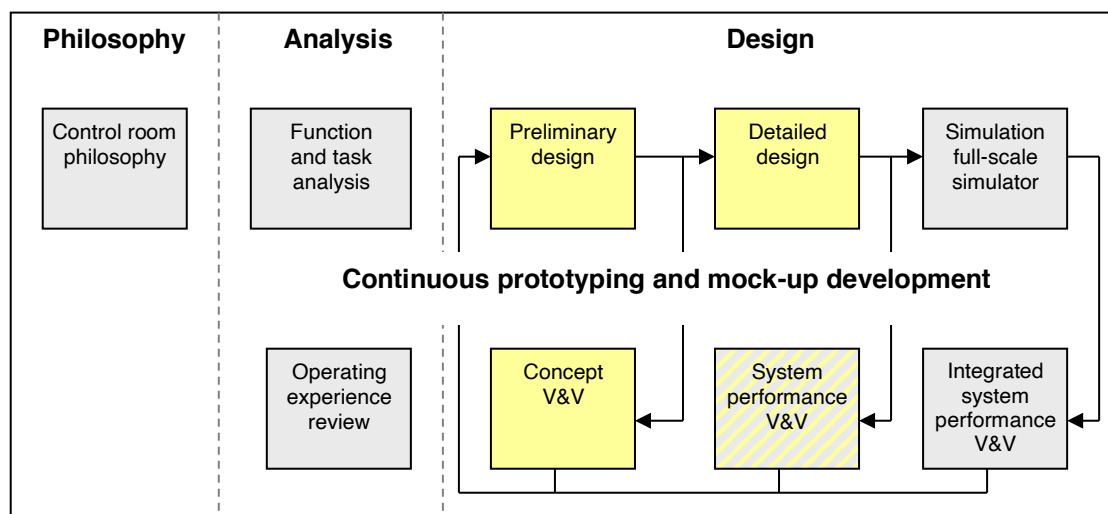 Philosophy
Analysis
Design
Control room
philosophy
Function
and task
analysis
Preliminary
design
Detailed
design
Simulation
full-scale
simulator
Continuous prototyping and mock-up development
Operating
experience
review
Concept
V&V
System
performance
V&V
Integrated
system
performance
V&V